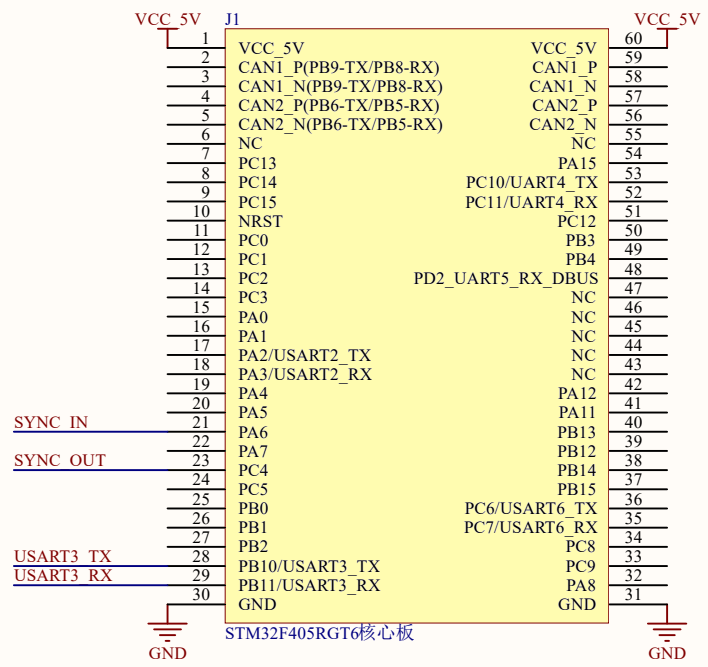 VCC_5V J1 VCC_5V
1 VCC_5V VCC_5V 60
2 CAN1_P(PB9-TX/PB8-RX) CAN1_P 59
3 CAN1_N(PB9-TX/PB8-RX) CAN1_N 58
4 CAN2_P(PB6-TX/PB5-RX) CAN2_P 57
5 CAN2_N(PB6-TX/PB5-RX) CAN2_N 56
6 NC NC 55
7 PC13 PA15 54
8 PC14 PC10/UART4_TX 53
9 PC15 PC11/UART4_RX 52
10 NRST PC12 51
11 PC0 PB3 50
12 PC1 PB4 49
13 PC2 PD2_UART5_RX_DBUS 48
14 PC3 NC 47
15 PA0 NC 46
16 PA1 NC 45
17 PA2/USART2_TX NC 44
18 PA3/USART2_RX NC 43
19 PA4 PA12 42
20 PA5 PA11 41
SYNC_IN 21 PA6 PB13 40
22 PA7 PB12 39
SYNC_OUT 23 PC4 PB14 38
24 PC5 PB15 37
25 PB0 PC6/USART6_TX 36
26 PB1 PC7/USART6_RX 35
27 PB2 PC8 34
USART3_TX 28 PB10/USART3_TX PC9 33
USART3_RX 29 PB11/USART3_RX PA8 32
30 GND GND 31
STM32F405RGT6核心板
GND GND